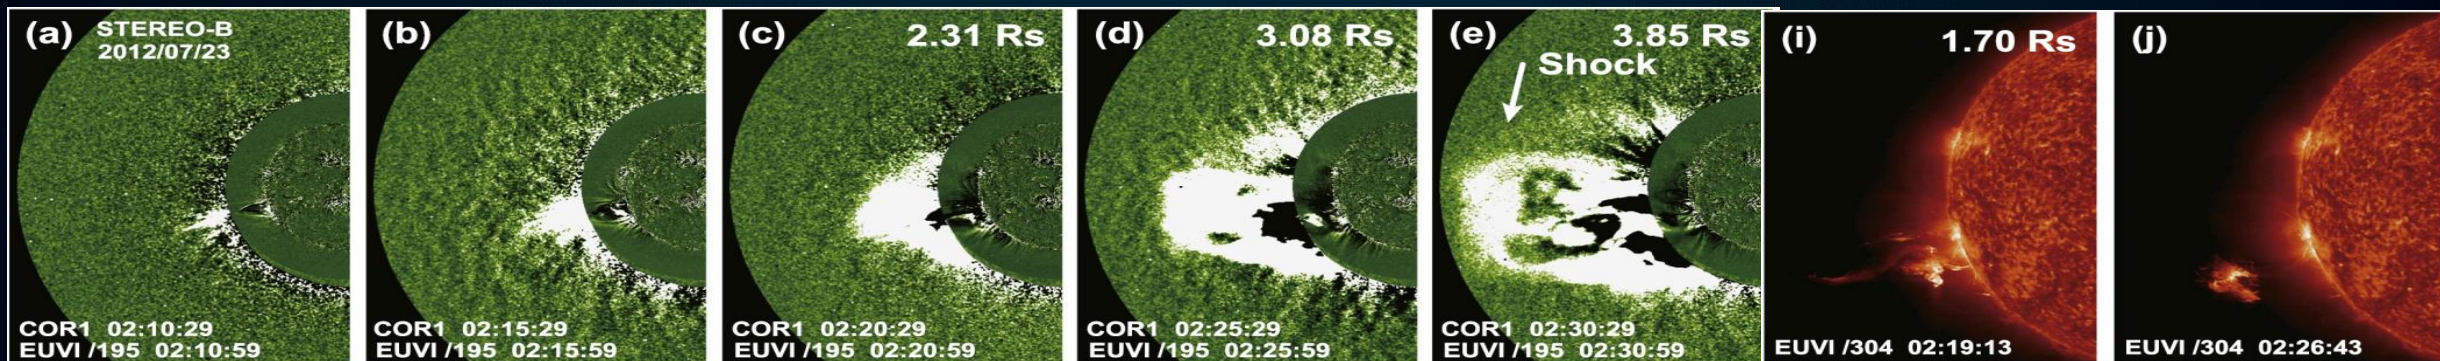 (a) STEREO-B
2012/07/23
COR1 02:10:29
EUVI /195 02:10:59
(b)
COR1 02:15:29
EUVI /195 02:15:59
(c) 2.31 Rs
COR1 02:20:29
EUVI /195 02:20:59
(d) 3.08 Rs
COR1 02:25:29
EUVI /195 02:25:59
(e) 3.85 Rs
Shock
COR1 02:30:29
EUVI /195 02:30:59
(i) 1.70 Rs
EUVI /304 02:19:13
(j)
EUVI /304 02:26:43